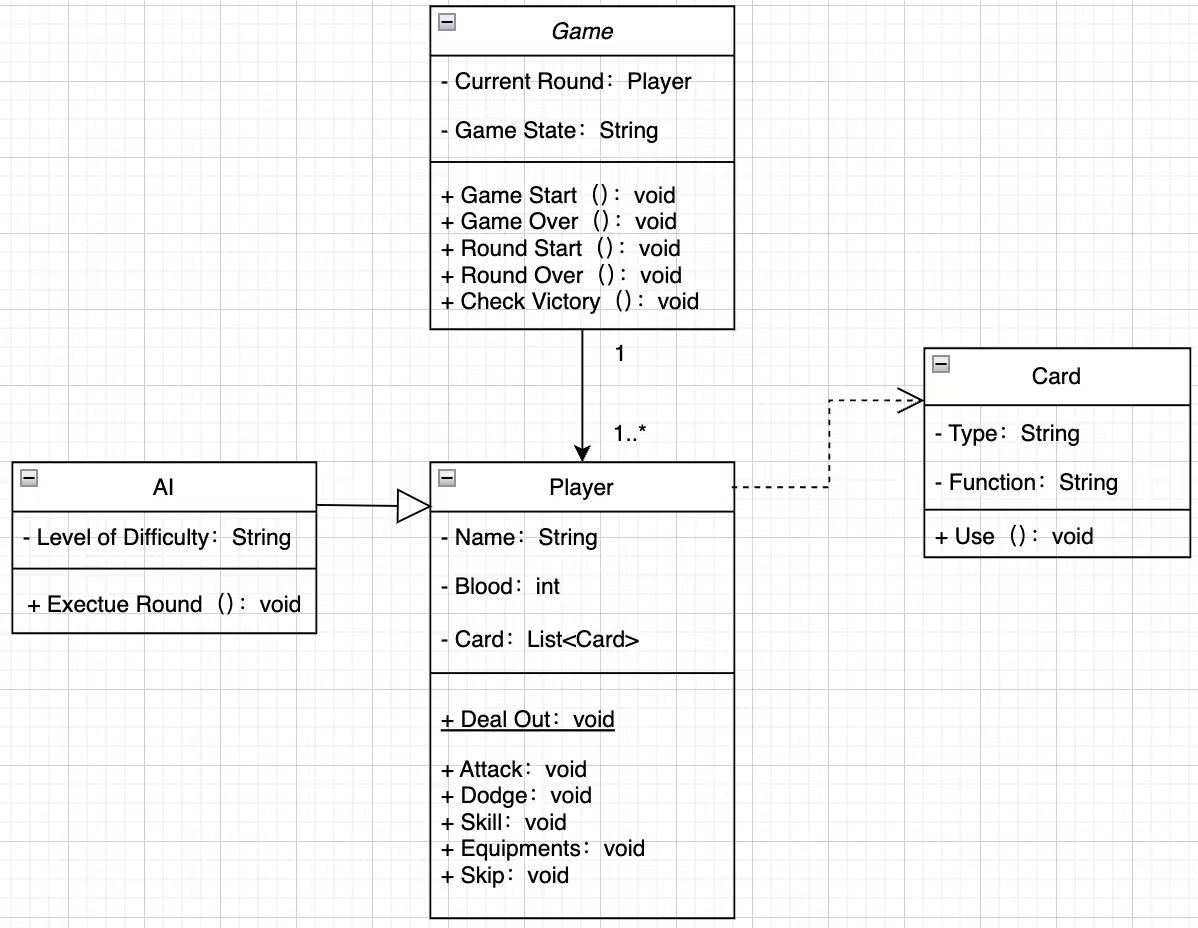 Game
- Current Round：Player
- Game State：String
+ Game Start（）：void
+ Game Over（）：void
+ Round Start（）：void
+ Round Over（）：void
+ Check Victory（）：void
1
1..*
Card
- Type：String
- Function：String
+ Use（）：void
AI
- Level of Difficulty：String
+ Exectue Round（）：void
Player
- Name：String
- Blood：int
- Card：List<Card>
+ Deal Out：void
+ Attack：void
+ Dodge：void
+ Skill：void
+ Equipments：void
+ Skip：void